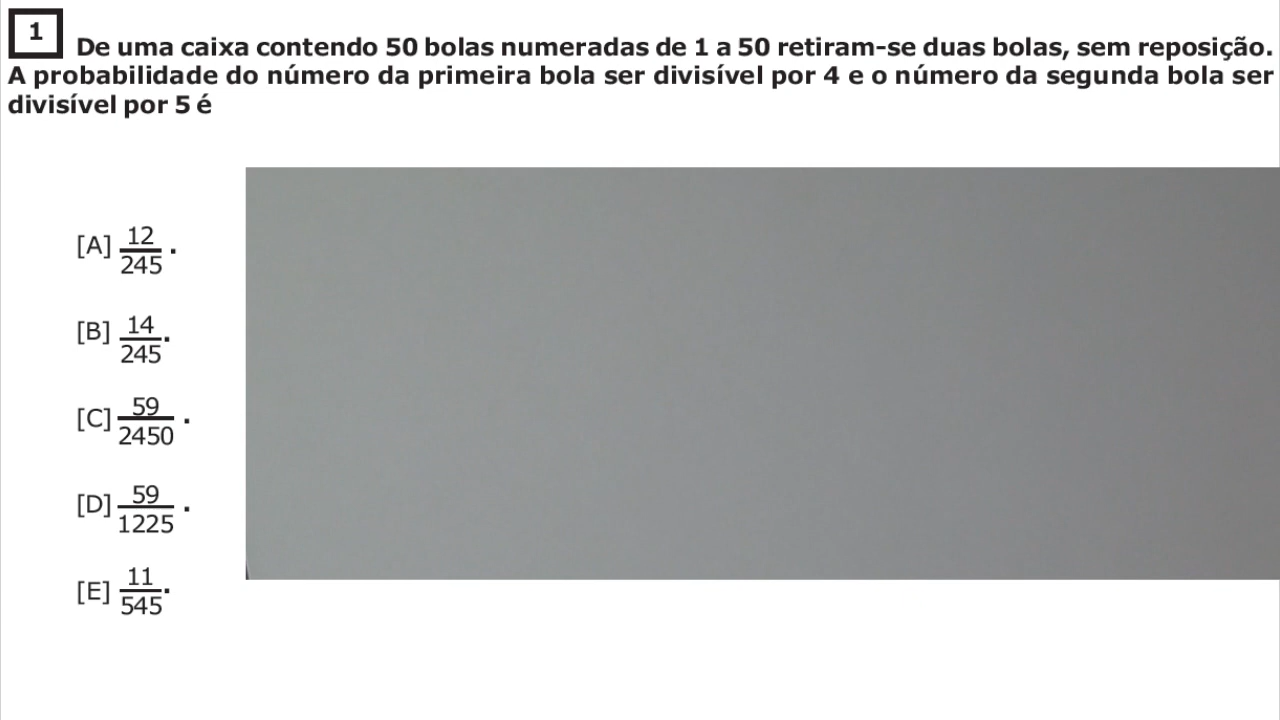 1
De uma caixa contendo 50 bolas numeradas de 1 a 50 retiram-se duas bolas, sem reposição.
A probabilidade do número da primeira bola ser divisível por 4 e o número da segunda bola ser
divisível por 5 é
[A] 12/245 .
[B] 14/245 .
[C] 59/2450 .
[D] 59/1225 .
[E] 11/545 .